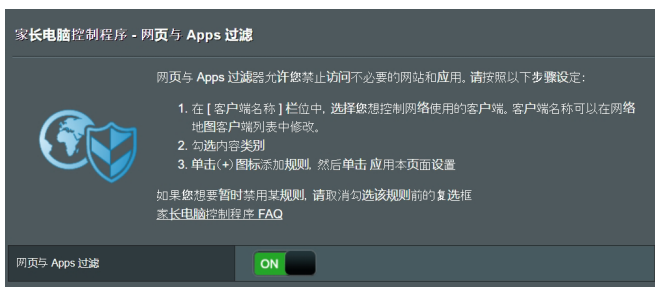 家长电脑控制程序 - 网页与 Apps 过滤
网页与 Apps 过滤器允许您禁止访问不必要的网站和应用。请按照以下步骤设定：
1. 在 [ 客户端名称 ] 栏位中, 选择您想控制网络使用的客户端。客户端名称可以在网络
地图客户端列表中修改。
2. 勾选内容类别
3. 单击(+) 图标添加规则, 然后单击 应用本页面设置
如果您想要暂时禁用某规则, 请取消勾选该规则前的复选框
家长电脑控制程序 FAQ
网页与 Apps 过滤
ON